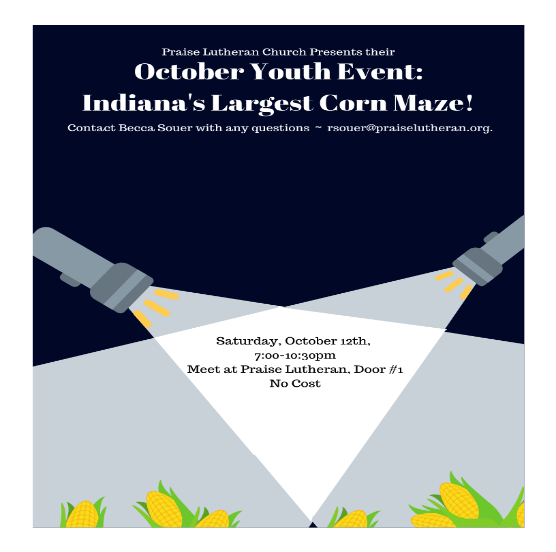 Praise Lutheran Church Presents their
October Youth Event:
Indiana's Largest Corn Maze!
Contact Becca Souer with any questions ~ rsouer@praiselutheran.org.
Saturday, October 12th,
7:00-10:30pm
Meet at Praise Lutheran, Door #1
No Cost